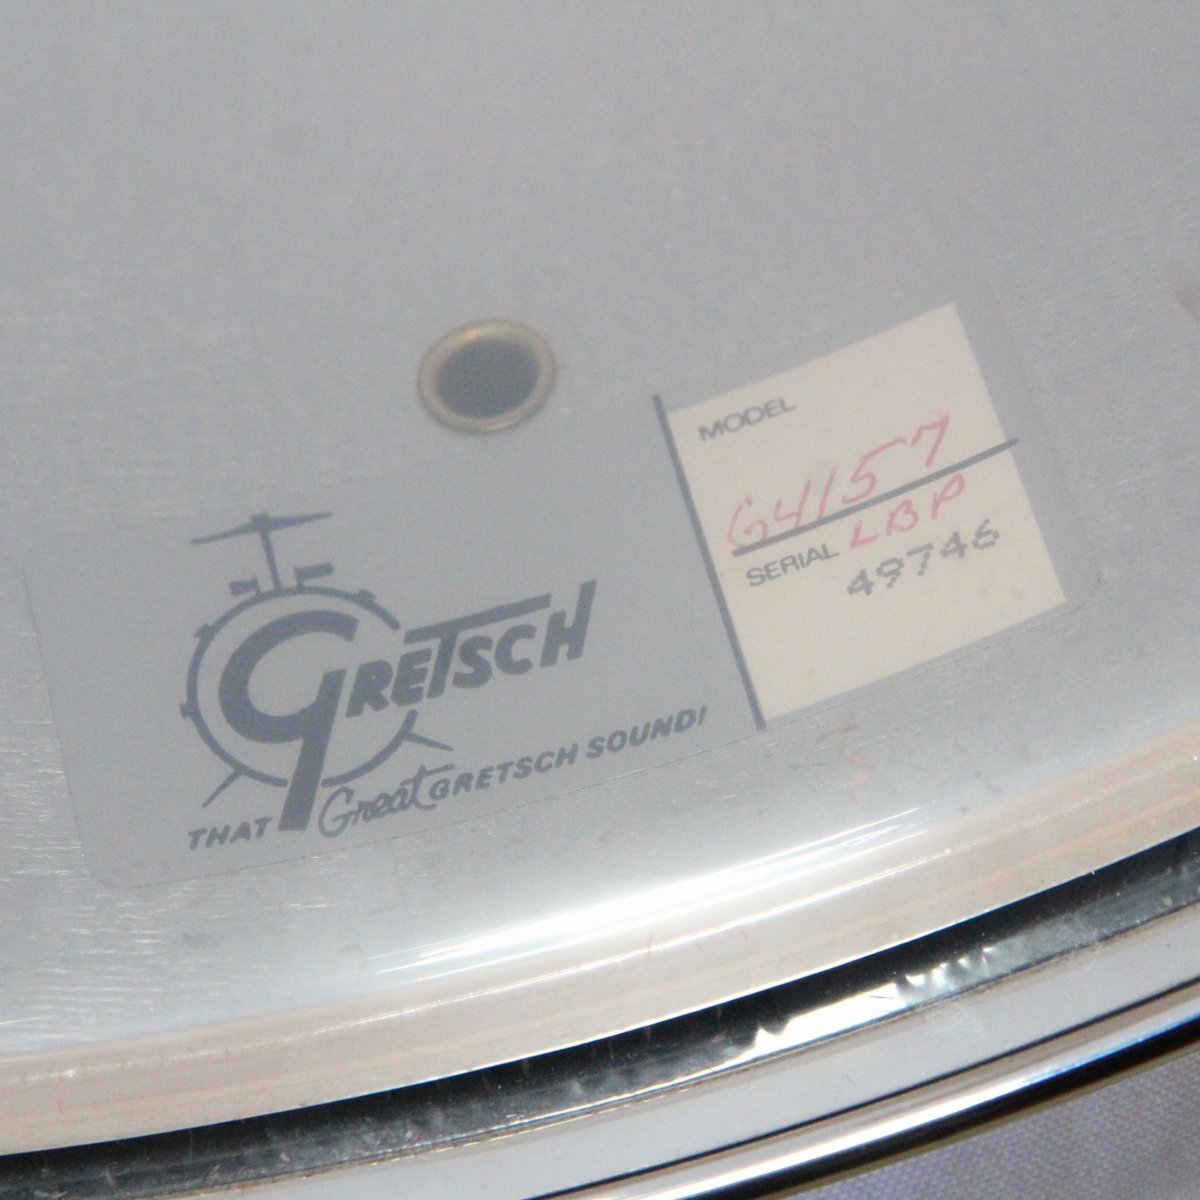 GRETSCH
THAT Great GRETSCH SOUND!
MODEL
G4157
SERIAL LBP
49746